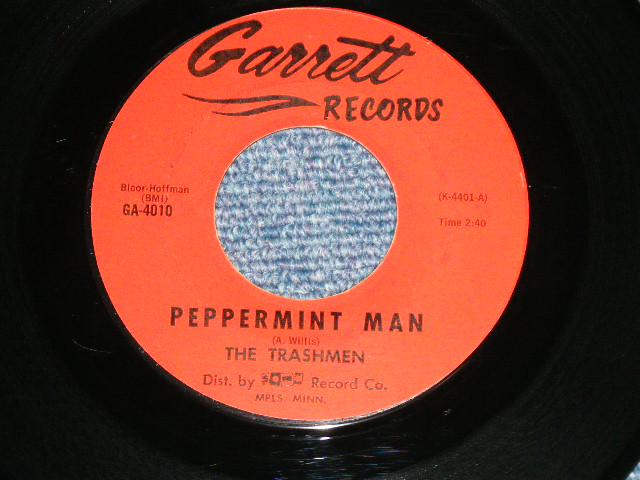 Garrett
RECORDS
Bloor-Hoffman
(BMI)
GA-4010
(K-4401-A)
Time 2:40
PEPPERMINT MAN
(A. Willis)
THE TRASHMEN
Dist. by SOMA Record Co.
MPLS MINN.